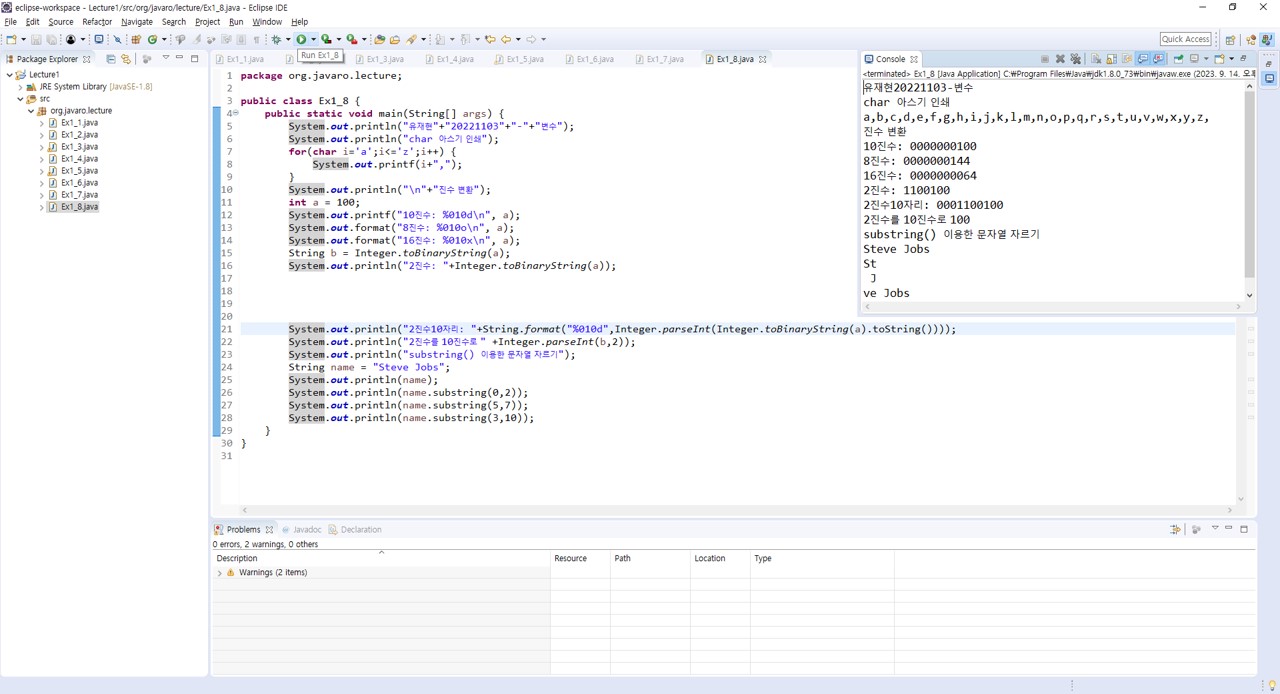 eclipse-workspace - Lecture1/src/org/javaro/lecture/Ex1_8.java - Eclipse IDE
File Edit Source Refactor Navigate Search Project Run Window Help
Quick Access
Package Explorer
Lecture1
JRE System Library [JavaSE-1.8]
src
org.javaro.lecture
Ex1_1.java
Ex1_2.java
Ex1_3.java
Ex1_4.java
Ex1_5.java
Ex1_6.java
Ex1_7.java
Ex1_8.java
Run Ex1_8
Ex1_1.java Ex1_3.java Ex1_4.java Ex1_5.java Ex1_6.java Ex1_7.java Ex1_8.java
1 package org.javaro.lecture;
2
3 public class Ex1_8 {
4 public static void main(String[] args) {
5 System.out.println("유재현"+"20221103"+"-"+"변수");
6 System.out.println("char 아스기 인쇄");
7 for(char i='a';i<='z';i++) {
8 System.out.printf(i+",");
9 }
10 System.out.println("\n"+"진수 변환");
11 int a = 100;
12 System.out.printf("10진수: %010d\n", a);
13 System.out.format("8진수: %010o\n", a);
14 System.out.format("16진수: %010x\n", a);
15 String b = Integer.toBinaryString(a);
16 System.out.println("2진수: "+Integer.toBinaryString(a));
17
18
19
20
21 System.out.println("2진수10자리: "+String.format("%010d",Integer.parseInt(Integer.toBinaryString(a).toString())));
22 System.out.println("2진수를 10진수로 " +Integer.parseInt(b,2));
23 System.out.println("substring() 이용한 문자열 자르기");
24 String name = "Steve Jobs";
25 System.out.println(name);
26 System.out.println(name.substring(0,2));
27 System.out.println(name.substring(5,7));
28 System.out.println(name.substring(3,10));
29 }
30 }
31
Console
<terminated> Ex1_8 [Java Application] C:₩Program Files₩Java₩jdk1.8.0_73₩bin₩javaw.exe (2023. 9. 14. 오후
유재현20221103-변수
char 아스기 인쇄
a,b,c,d,e,f,g,h,i,j,k,l,m,n,o,p,q,r,s,t,u,v,w,x,y,z,
진수 변환
10진수: 0000000100
8진수: 0000000144
16진수: 0000000064
2진수: 1100100
2진수10자리: 0001100100
2진수를 10진수로 100
substring() 이용한 문자열 자르기
Steve Jobs
St
J
ve Jobs
Problems Javadoc Declaration
0 errors, 2 warnings, 0 others
Description Resource Path Location Type
Warnings (2 items)